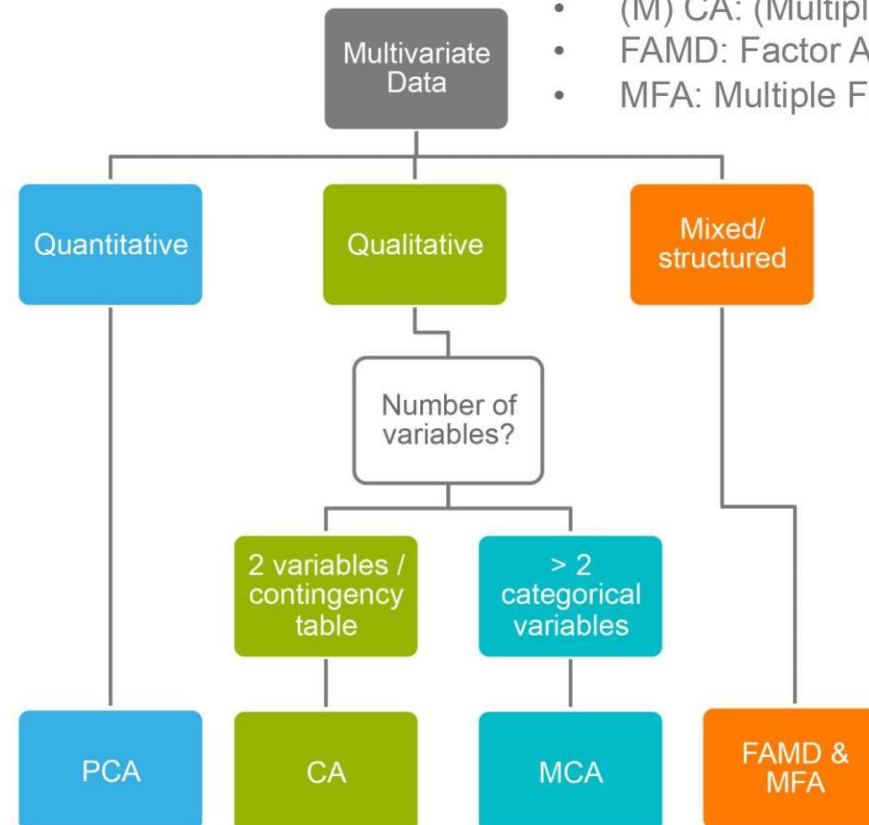 • (M) CA: (Multipl
• FAMD: Factor A
• MFA: Multiple F
Multivariate
Data
Quantitative
Qualitative
Mixed/
structured
Number of
variables?
2 variables /
contingency
table
> 2
categorical
variables
PCA
CA
MCA
FAMD &
MFA